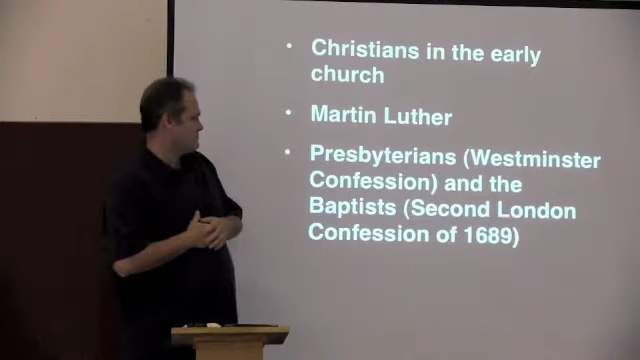 • Christians in the early
church
• Martin Luther
• Presbyterians (Westminster
Confession) and the
Baptists (Second London
Confession of 1689)